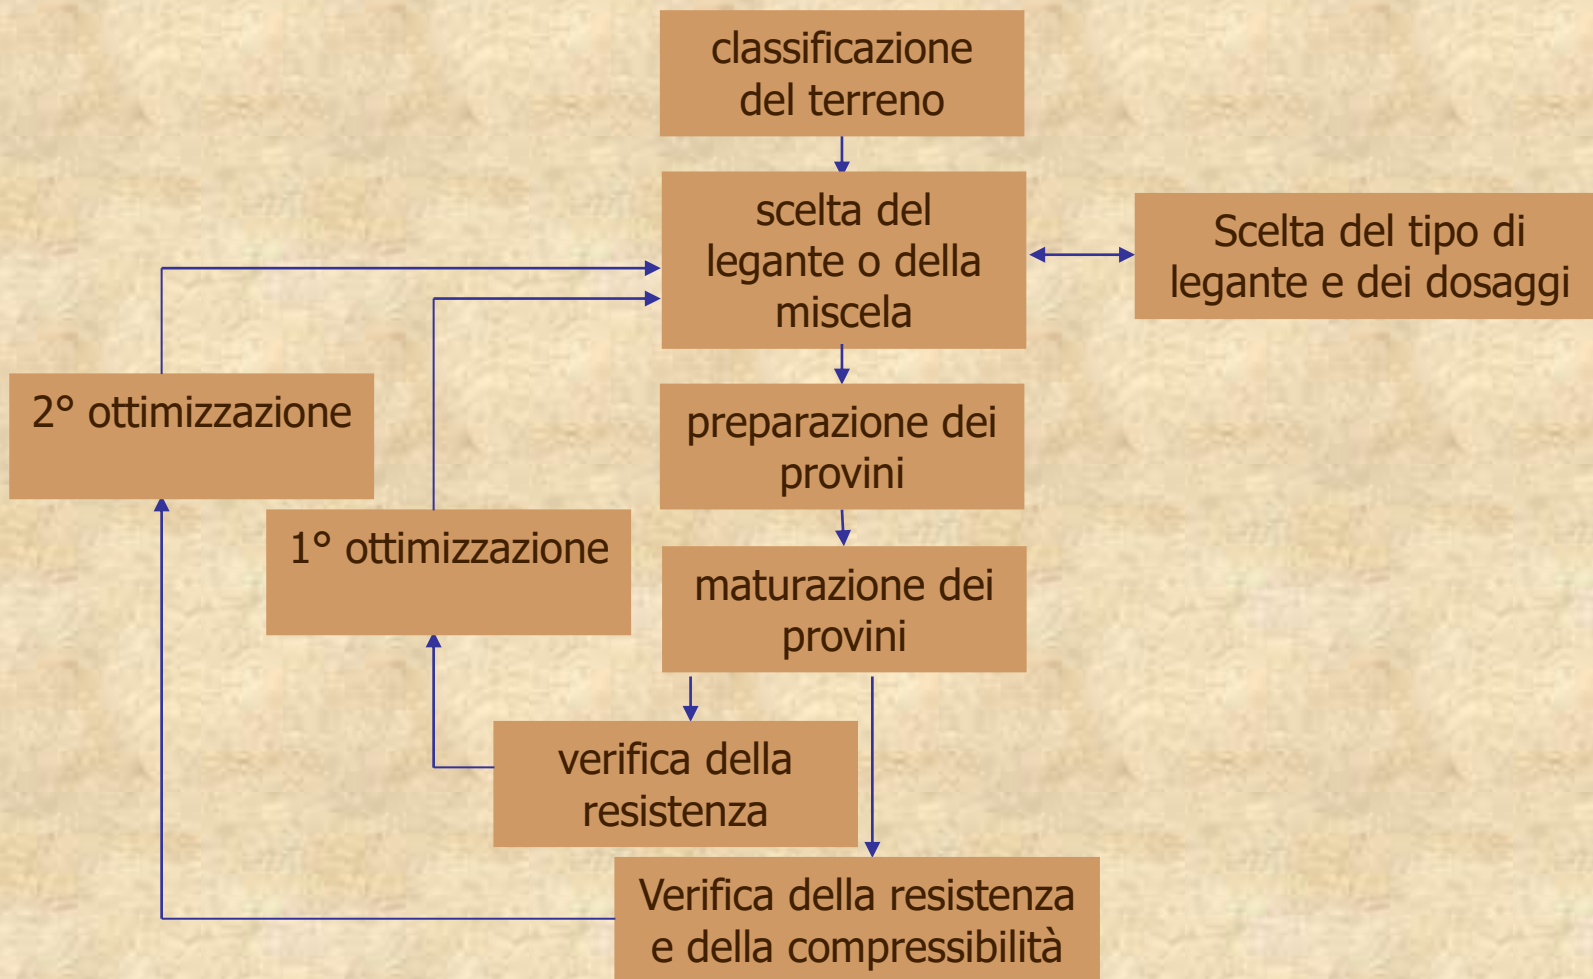 classificazione
del terreno
scelta del
legante o della
miscela
Scelta del tipo di
legante e dei dosaggi
2° ottimizzazione
preparazione dei
provini
1° ottimizzazione
maturazione dei
provini
verifica della
resistenza
Verifica della resistenza
e della compressibilità